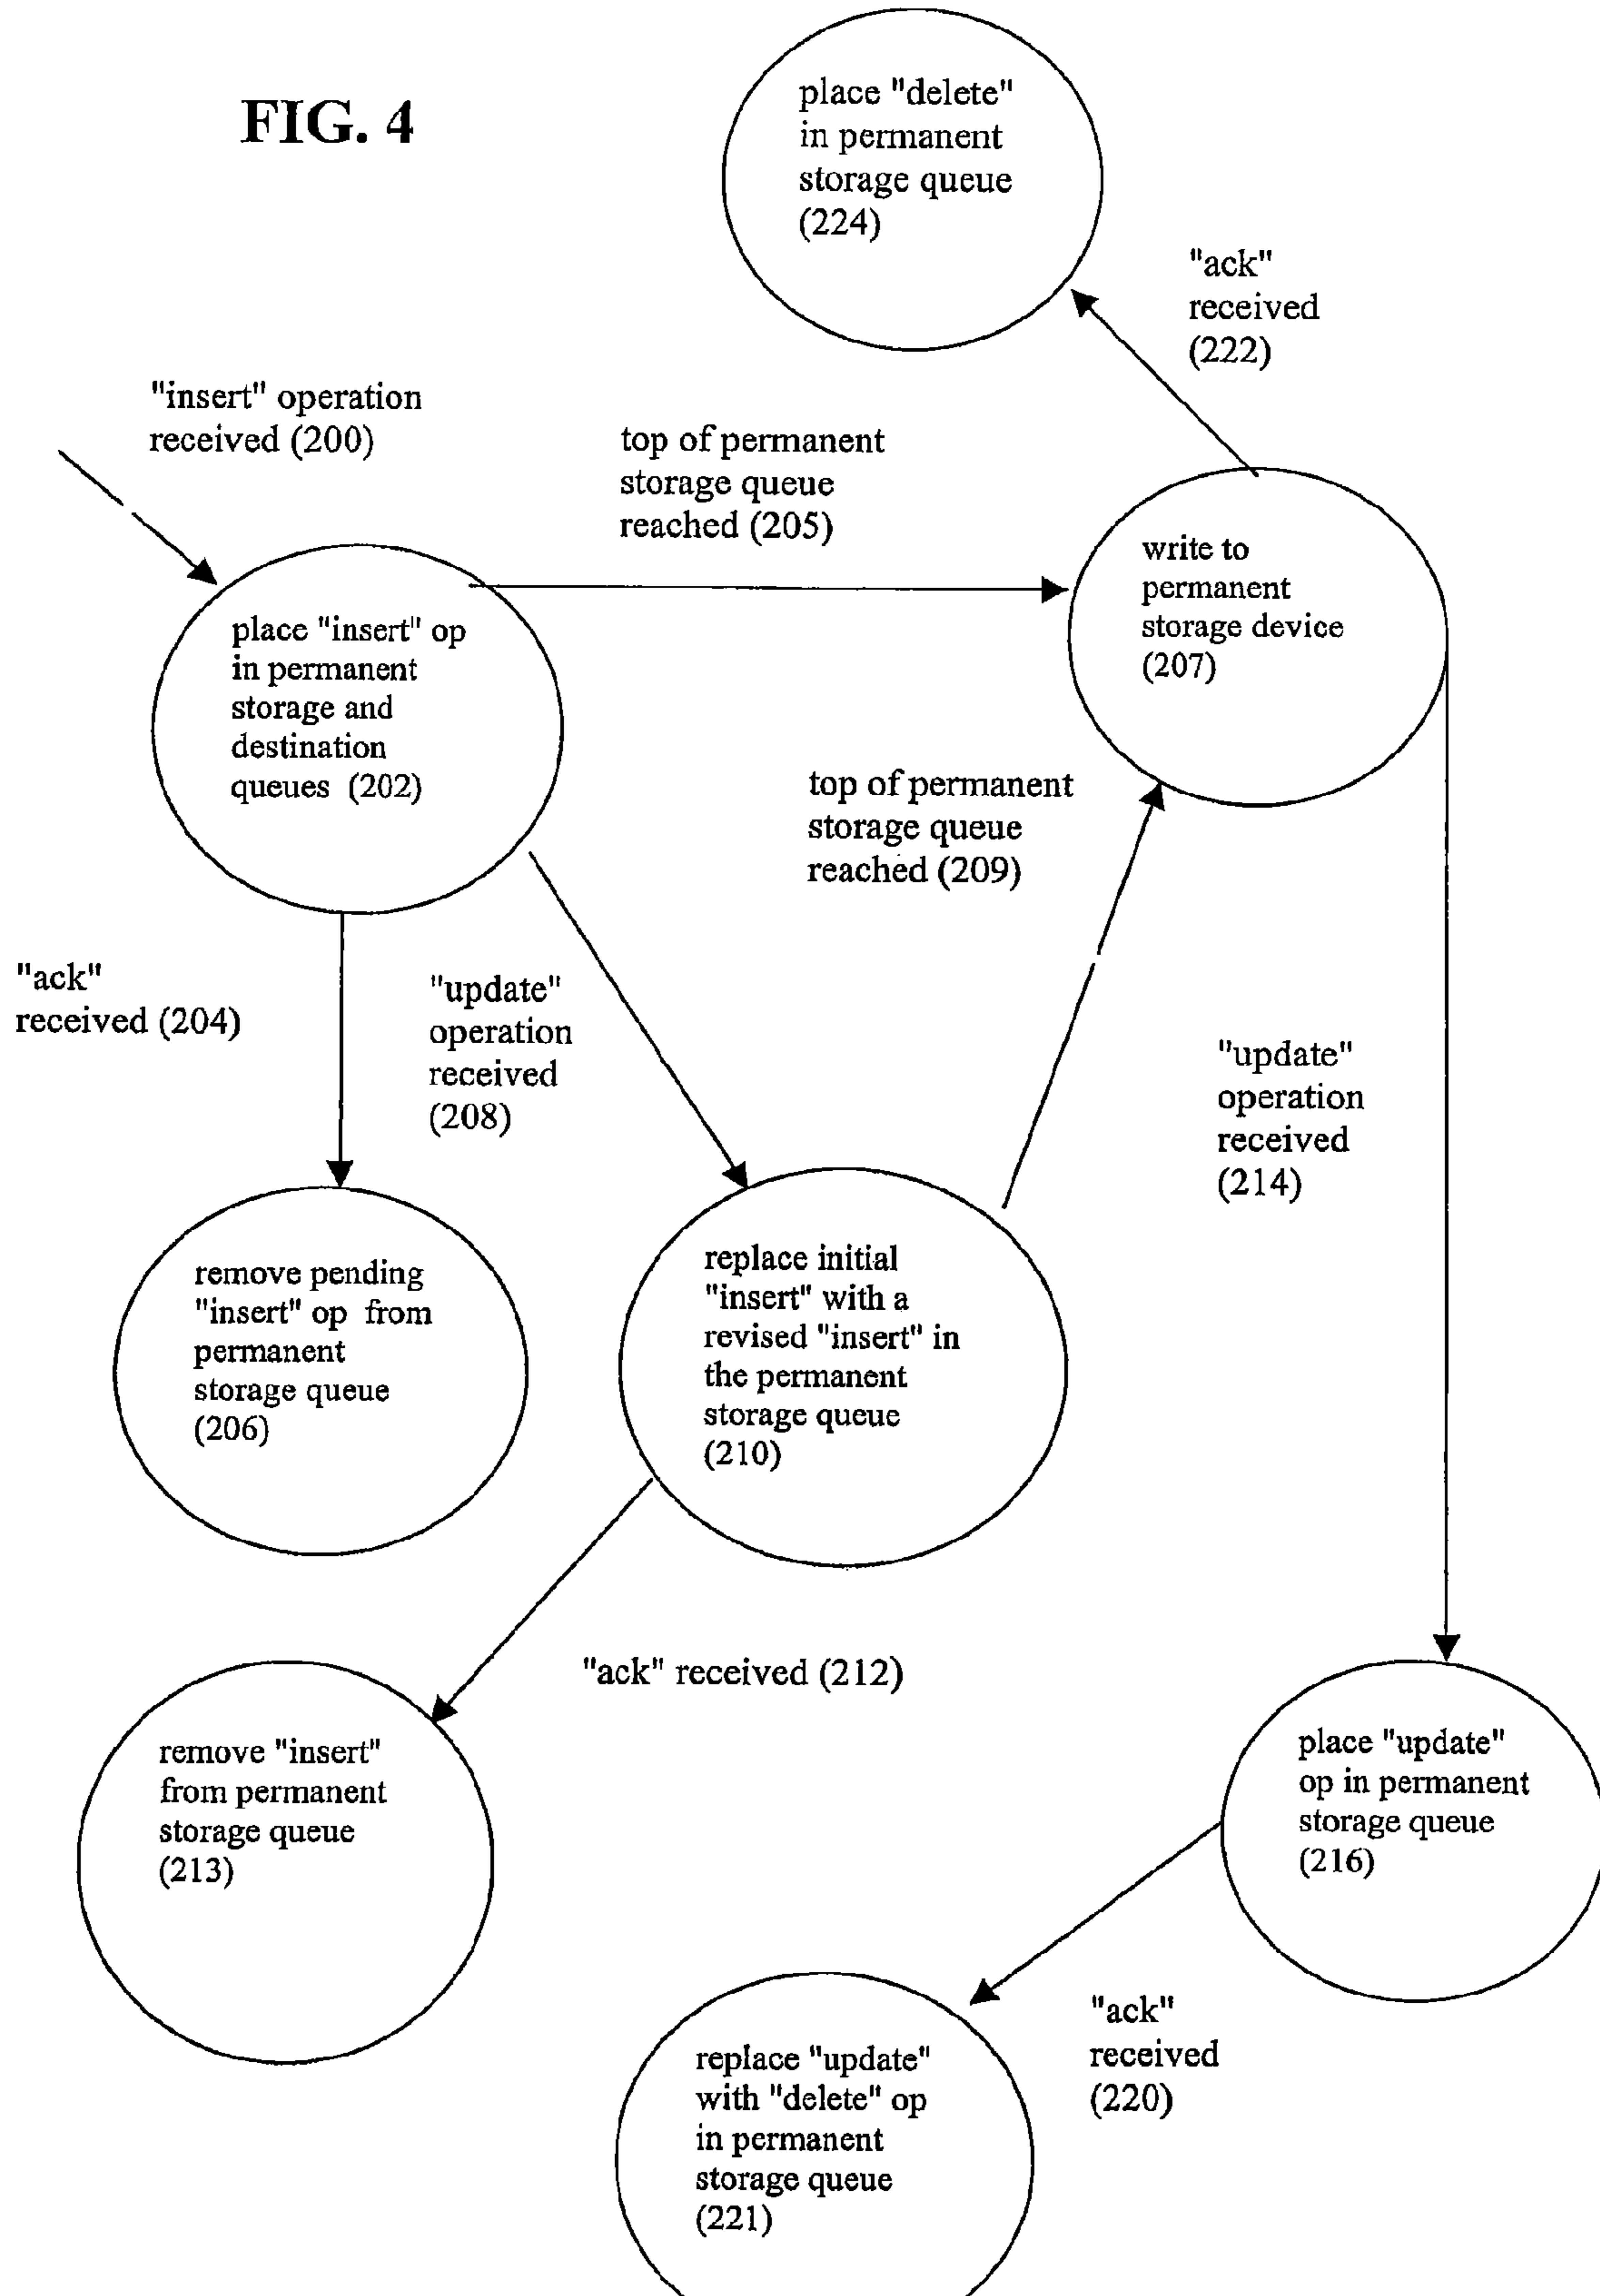 FIG. 4
place "delete"
in permanent
storage queue
(224)
"ack"
received
(222)
"insert" operation
received (200)
top of permanent
storage queue
reached (205)
write to
permanent
storage device
(207)
place "insert" op
in permanent
storage and
destination
queues (202)
top of permanent
storage queue
reached (209)
"ack"
received (204)
"update"
operation
received
(208)
"update"
operation
received
(214)
remove pending
"insert" op from
permanent
storage queue
(206)
replace initial
"insert" with a
revised "insert" in
the permanent
storage queue
(210)
"ack" received (212)
remove "insert"
from permanent
storage queue
(213)
place "update"
op in permanent
storage queue
(216)
"ack"
received
(220)
replace "update"
with "delete" op
in permanent
storage queue
(221)